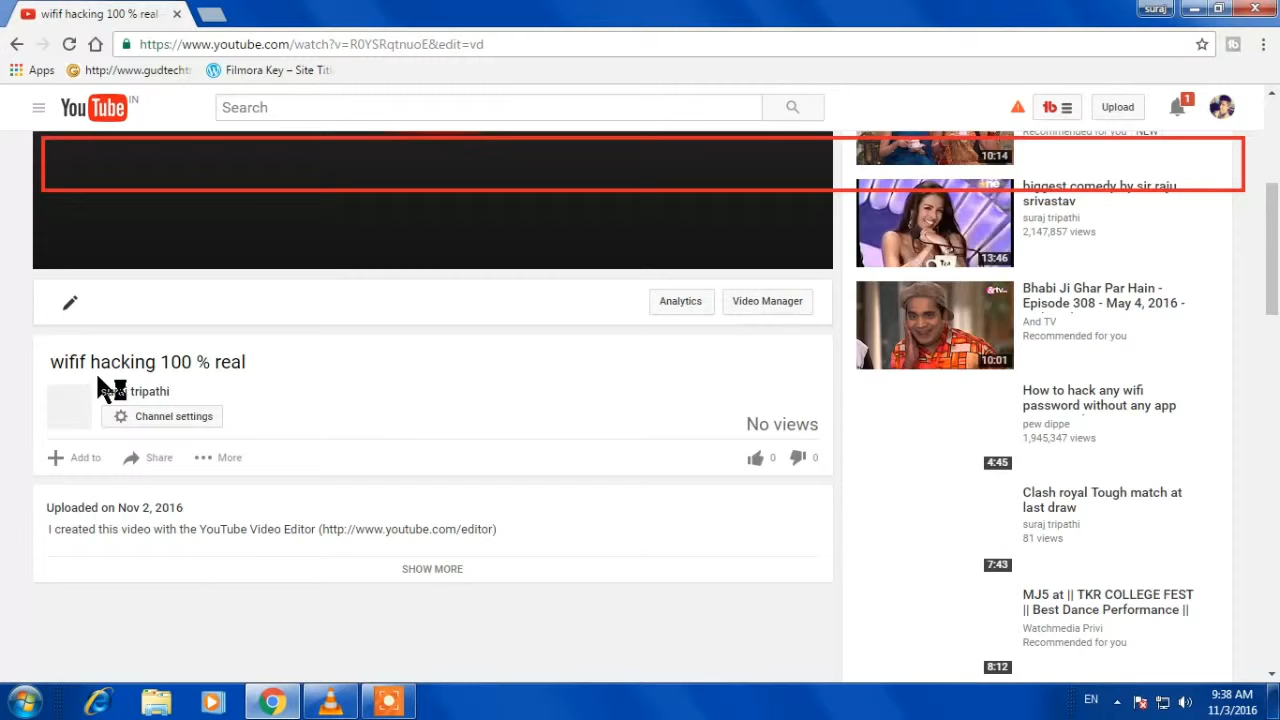 wifif hacking 100 % real
suraj
https://www.youtube.com/watch?v=R0YSRqtnuoE&edit=vd
Apps
http://www.gudtecht
Filmora Key – Site Titl
YouTube IN
Search
Upload
1
10:14
Recommended for you · NEW
biggest comedy by sir raju
srivastav
suraj tripathi
2,147,857 views
13:46
Analytics
Video Manager
Bhabi Ji Ghar Par Hain -
Episode 308 - May 4, 2016 -
And TV
Recommended for you
&tv
10:01
wifif hacking 100 % real
tripathi
Channel settings
No views
Add to
Share
More
0
0
How to hack any wifi
password without any app
pew dippe
1,945,347 views
4:45
Uploaded on Nov 2, 2016
I created this video with the YouTube Video Editor (http://www.youtube.com/editor)
SHOW MORE
Clash royal Tough match at
last draw
suraj tripathi
81 views
7:43
MJ5 at || TKR COLLEGE FEST
|| Best Dance Performance ||
Watchmedia Privi
Recommended for you
8:12
EN
9:38 AM
11/3/2016